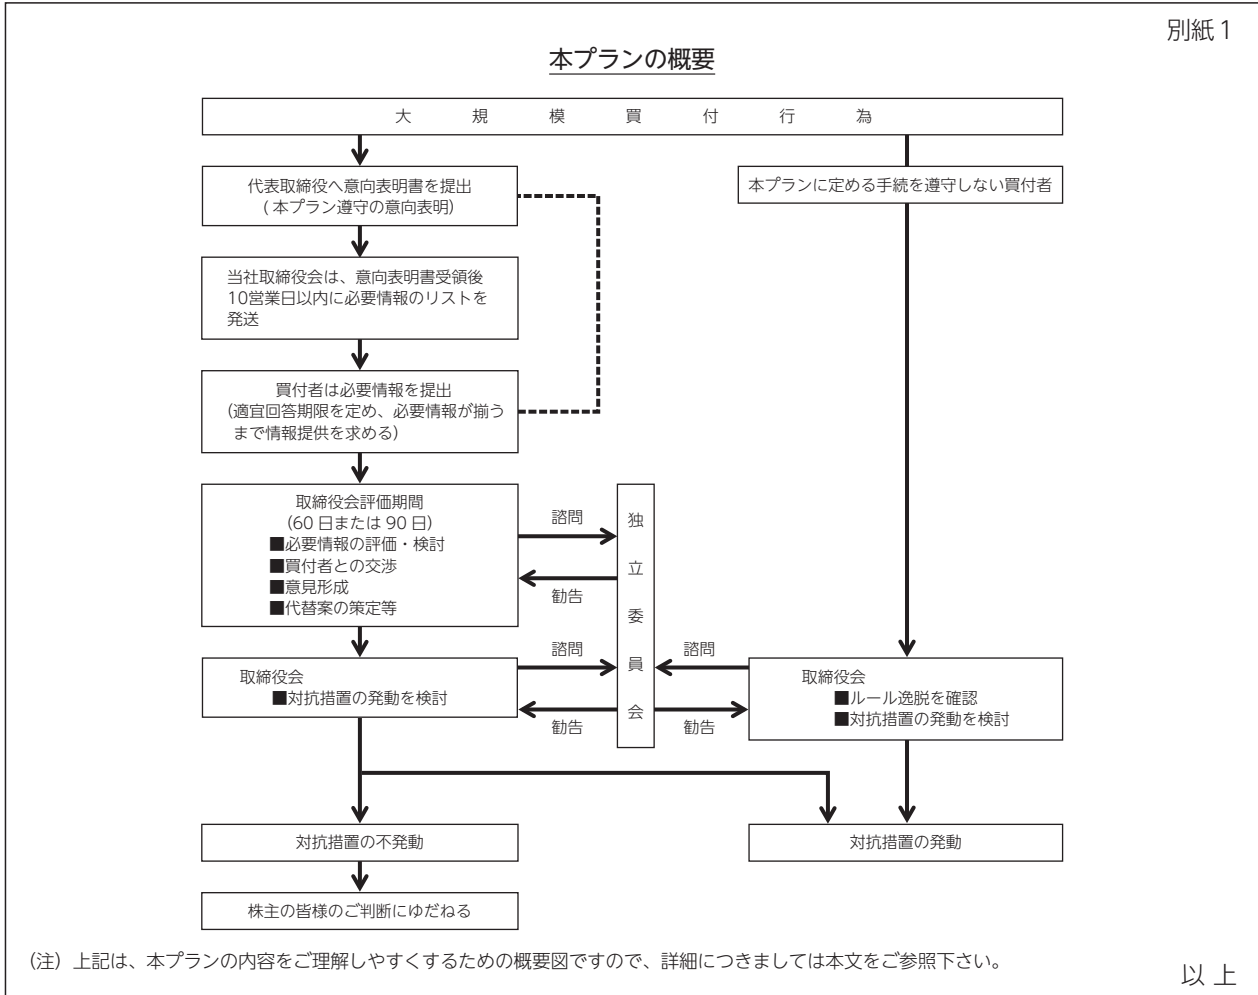 別紙1
本プランの概要
大規模買付行為
代表取締役へ意向表明書を提出
(本プラン遵守の意向表明)
本プランに定める手続を遵守しない買付者
当社取締役会は、意向表明書受領後
10営業日以内に必要情報のリストを
発送
買付者は必要情報を提出
(適宜回答期限を定め、必要情報が揃う
まで情報提供を求める)
取締役会評価期間
(60日または90日)
■必要情報の評価・検討
■買付者との交渉
■意見形成
■代替案の策定等
諮問
勧告
独立委員会
取締役会
■対抗措置の発動を検討
諮問
勧告
諮問
勧告
取締役会
■ルール逸脱を確認
■対抗措置の発動を検討
対抗措置の不発動
対抗措置の発動
株主の皆様のご判断にゆだねる
(注)上記は、本プランの内容をご理解しやすくするための概要図ですので、詳細につきましては本文をご参照下さい。
以上